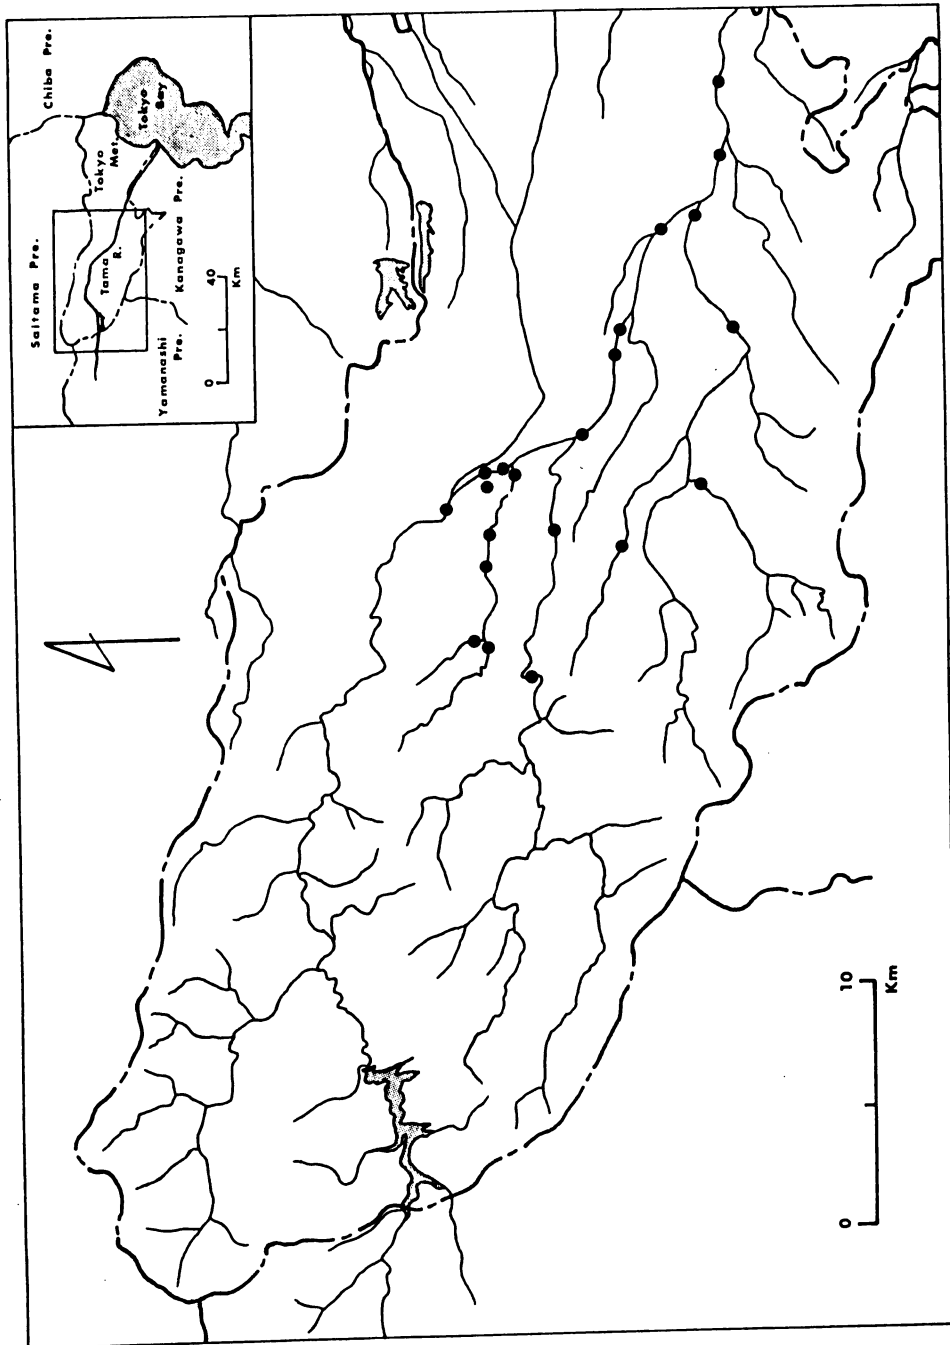 Saitama Pre.
Chiba Pre.
Tokyo
Met.
Tokyo
Bay
Tama
R.
Kanagawa Pre.
Yamanashi
Pre.
0 40
Km
0 10
Km